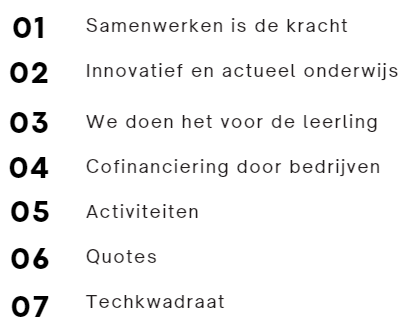 01 Samenwerken is de kracht
02 Innovatief en actueel onderwijs
03 We doen het voor de leerling
04 Cofinanciering door bedrijven
05 Activiteiten
06 Quotes
07 Techkwadraat